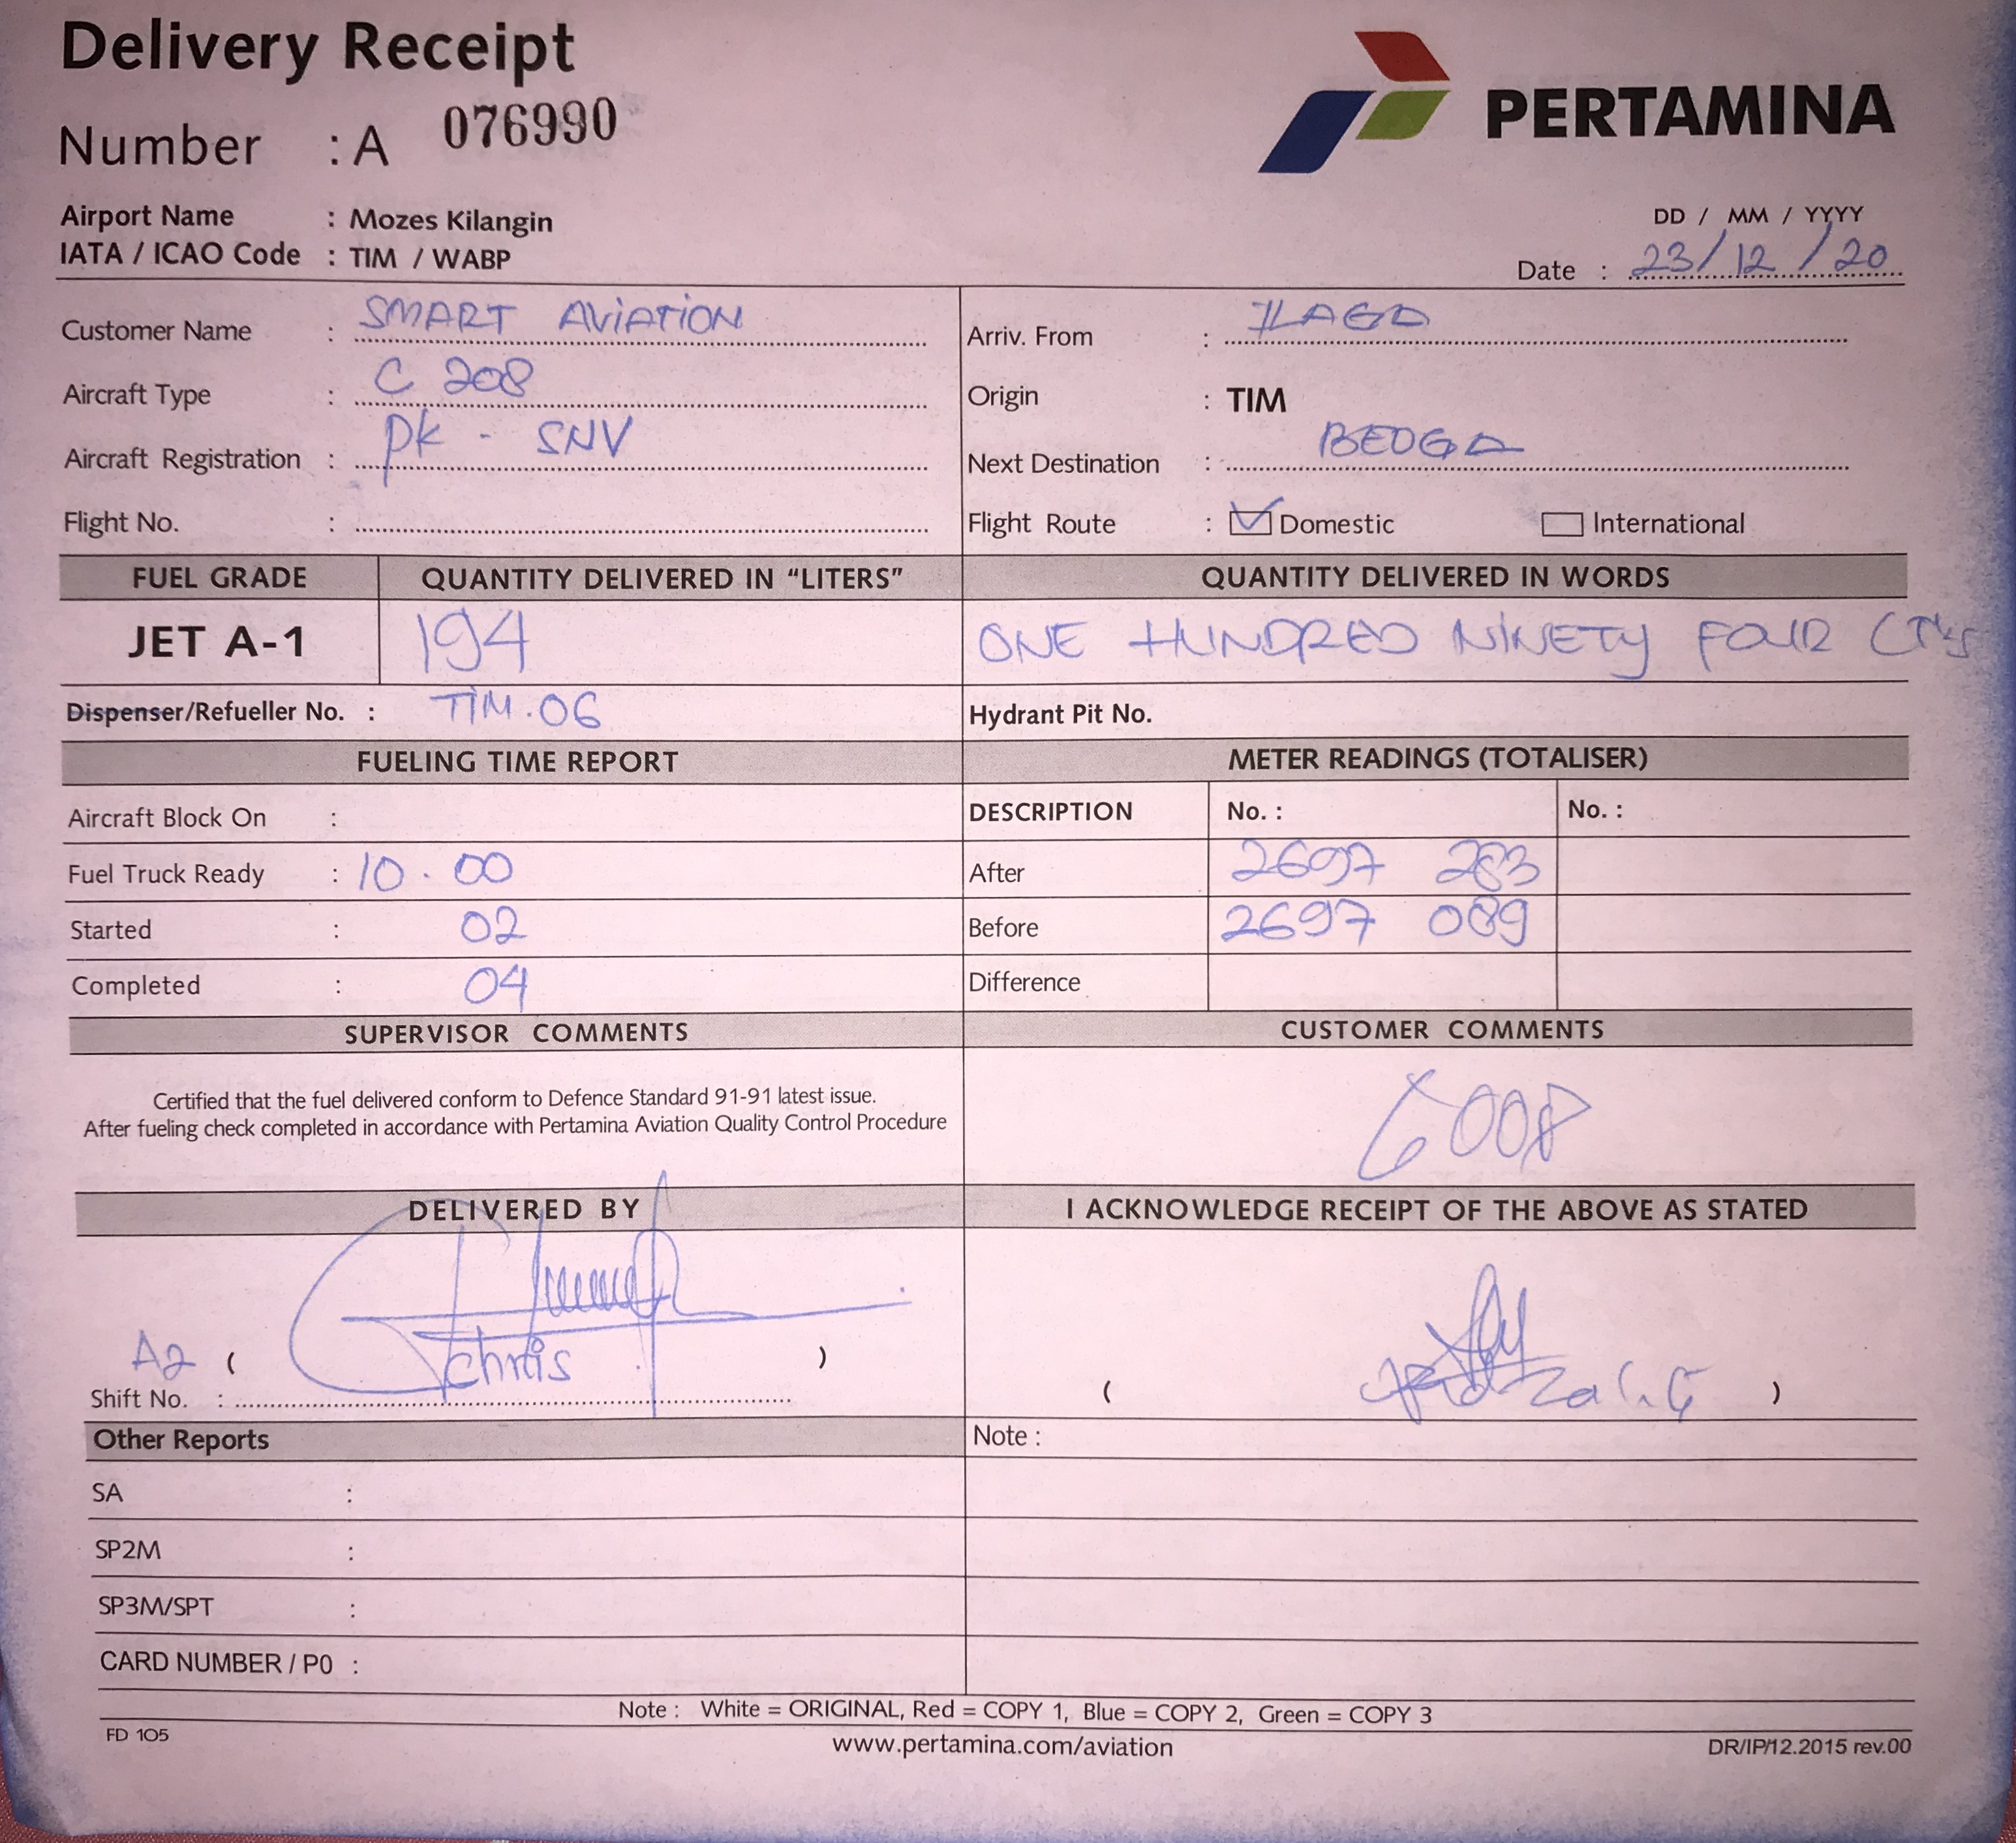 Delivery Receipt
Number : A 076990
PERTAMINA
Airport Name : Mozes Kilangin
IATA / ICAO Code : TIM / WABP
DD / MM / YYYY
Date : 23/12/20
Customer Name : SMART AVIATION
Aircraft Type : C 208
Aircraft Registration : PK - SNV
Flight No. :
Arriv. From : ILAGA
Origin : TIM
Next Destination : BEOGA
Flight Route : Domestic International
FUEL GRADE QUANTITY DELIVERED IN “LITERS” QUANTITY DELIVERED IN WORDS
JET A-1 194 ONE HUNDRED NINETY FOUR
Dispenser/Refueller No. : TIM.06 Hydrant Pit No.
FUELING TIME REPORT
Aircraft Block On :
Fuel Truck Ready : 10.00
Started : 02
Completed : 04
METER READINGS (TOTALISER)
DESCRIPTION No. : No. :
After 2697 283
Before 2697 089
Difference
SUPERVISOR COMMENTS
Certified that the fuel delivered conform to Defence Standard 91-91 latest issue.
After fueling check completed in accordance with Pertamina Aviation Quality Control Procedure
CUSTOMER COMMENTS
GOOD
DELIVERED BY
A2 ( Chris )
Shift No. :
I ACKNOWLEDGE RECEIPT OF THE ABOVE AS STATED
( )
Other Reports
SA :
SP2M :
SP3M/SPT :
CARD NUMBER / P0 :
Note :
Note : White = ORIGINAL, Red = COPY 1, Blue = COPY 2, Green = COPY 3
FD 105 www.pertamina.com/aviation DR/IP/12.2015 rev.00